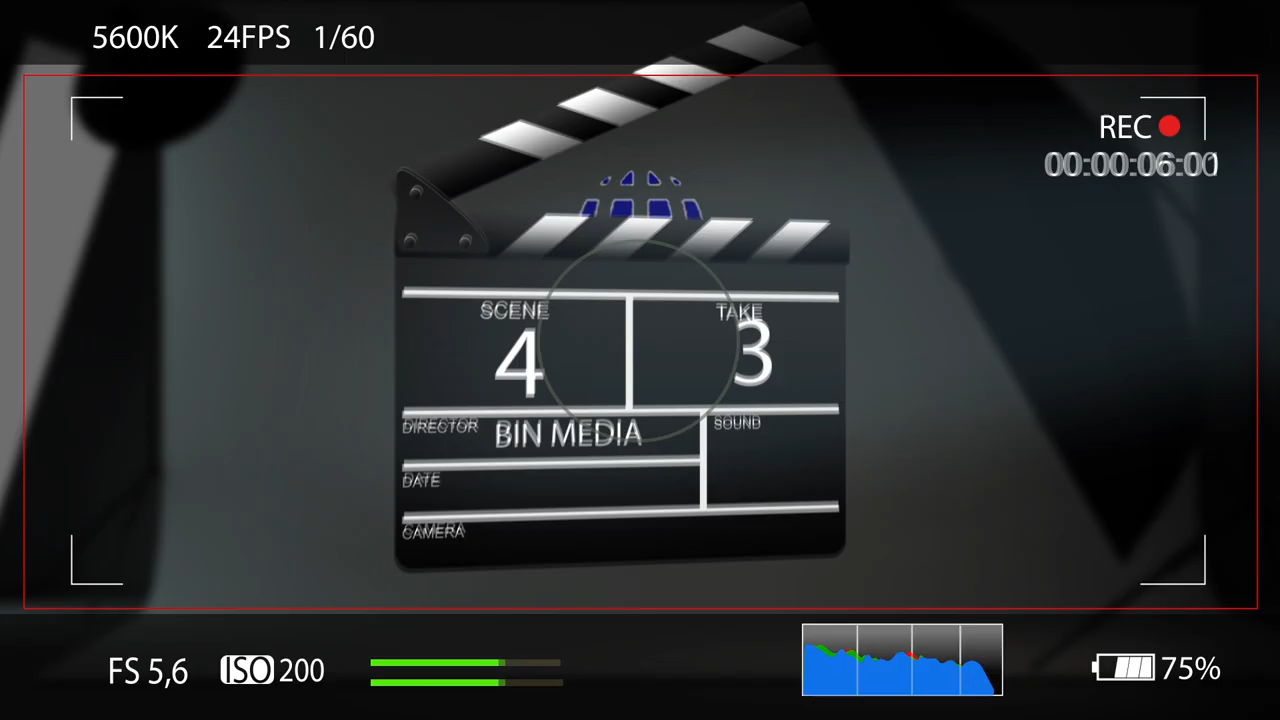 5600K 24FPS 1/60
REC
00:00:06:01
SCENE TAKE
4 3
DIRECTOR BIN MEDIA SOUND
DATE
CAMERA
FS 5,6 ISO 200 75%